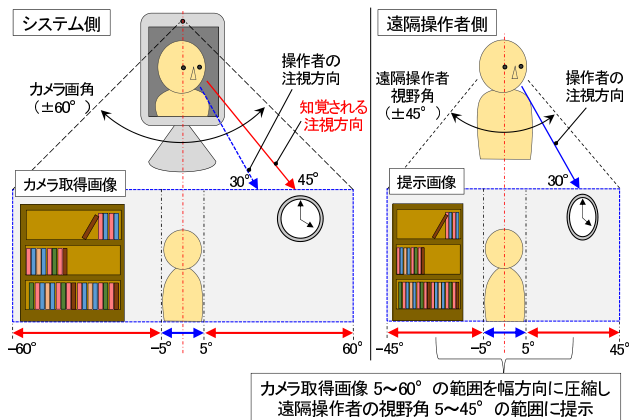 システム側
カメラ画角
（±60°）
操作者の
注視方向
知覚される
注視方向
カメラ取得画像
30°
45°
−60°
−5°
5°
60°
遠隔操作者側
遠隔操作者
視野角
（±45°）
操作者の
注視方向
提示画像
30°
−45°
−5°
5°
45°
カメラ取得画像 5～60°の範囲を幅方向に圧縮し
遠隔操作者の視野角 5～45°の範囲に提示